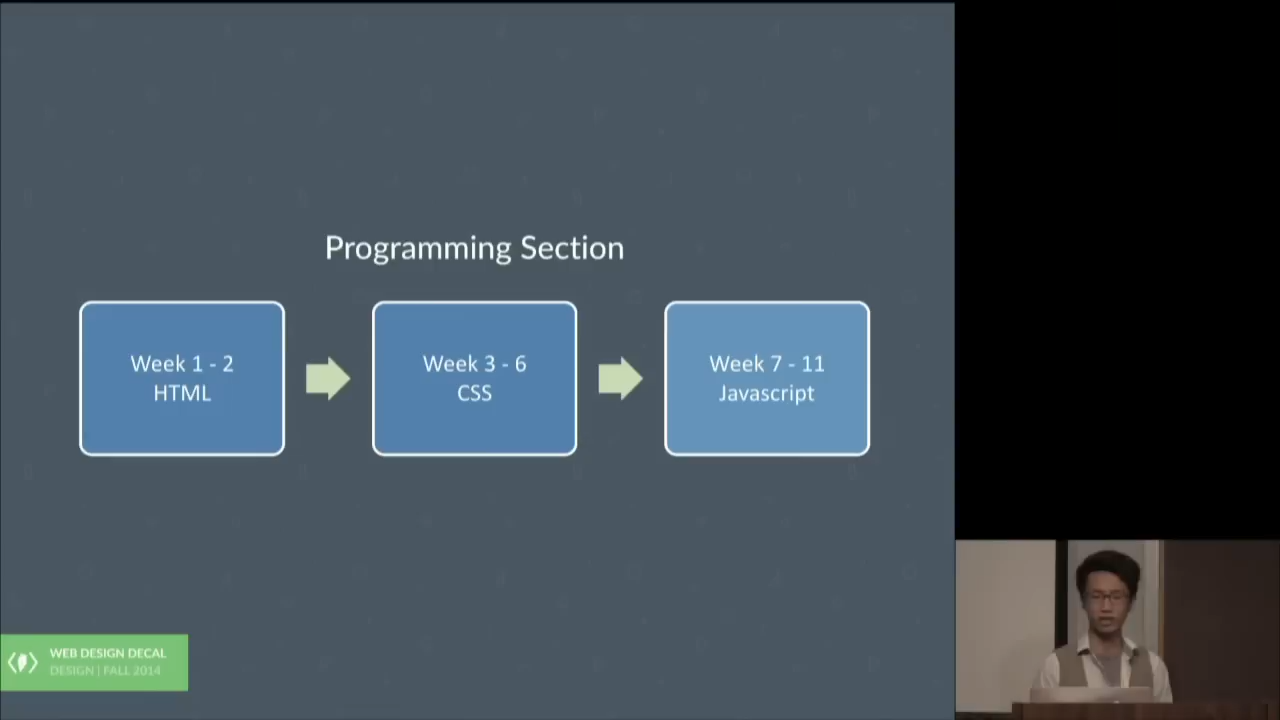 Programming Section
Week 1 - 2
HTML
Week 3 - 6
CSS
Week 7 - 11
Javascript
WEB DESIGN DECAL
DESIGN | FALL 2014